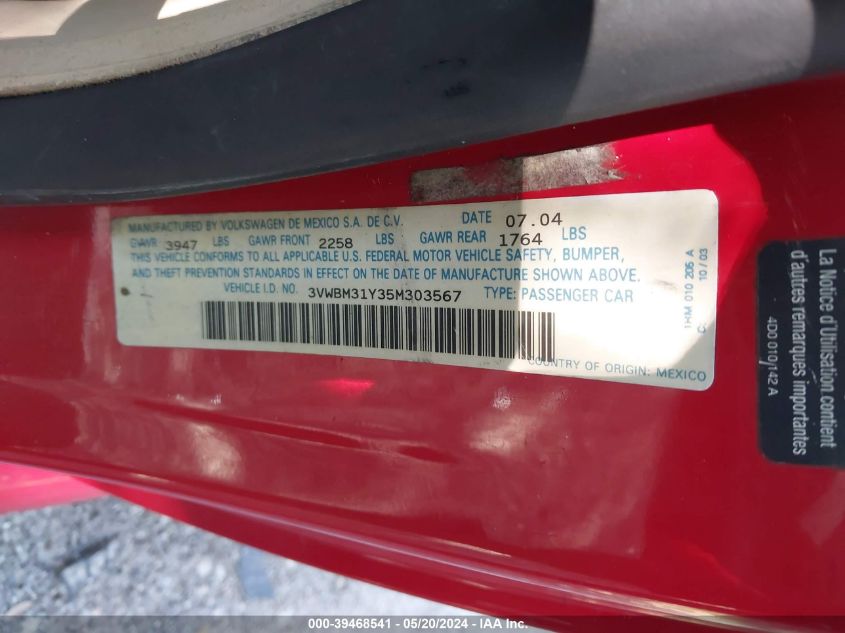 MANUFACTURED BY VOLKSWAGEN DE MEXICO S.A. DE C.V. DATE 07.04
GVWR 3947 LBS GAWR FRONT 2258 LBS GAWR REAR 1764 LBS
THIS VEHICLE CONFORMS TO ALL APPLICABLE U.S. FEDERAL MOTOR VEHICLE SAFETY, BUMPER,
AND THEFT PREVENTION STANDARDS IN EFFECT ON THE DATE OF MANUFACTURE SHOWN ABOVE.
VEHICLE I.D. NO. 3VWBM31Y35M303567 TYPE: PASSENGER CAR
COUNTRY OF ORIGIN: MEXICO
1HM 010 205 A
C. 10/03
La Notice d'Utilisation contient
d'autres remarques importantes
4D0 010 142 A
000-39468541 - 05/20/2024 - IAA, Inc.